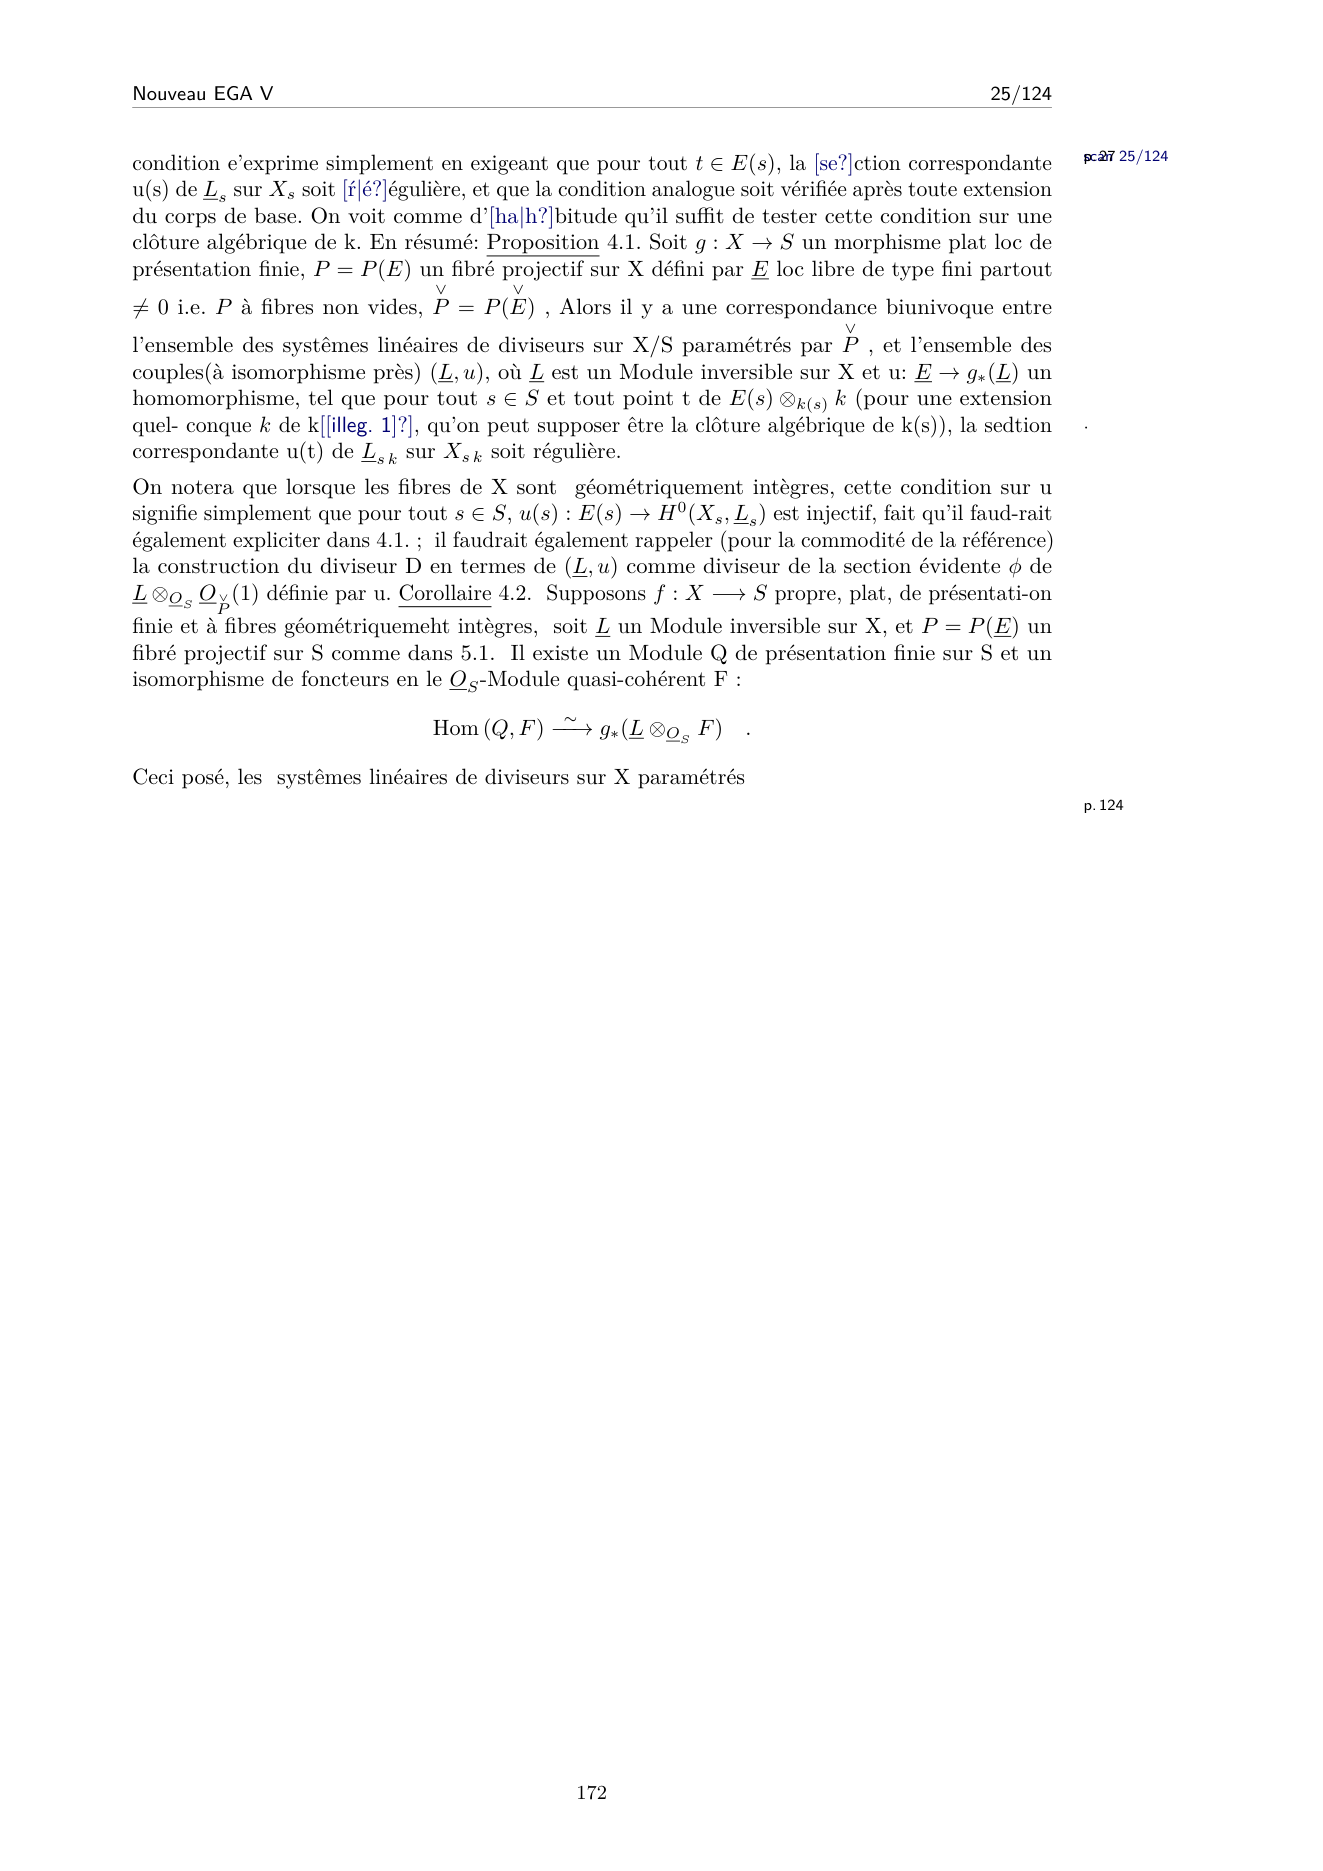 Nouveau EGA V 25/124
condition e'exprime simplement en exigeant que pour tout t ∈ E(s), la [se?]ction correspondante
u(s) de L_s sur X_s soit [ŕ|é?]égulière, et que la condition analogue soit vérifiée après toute extension
du corps de base. On voit comme d'[ha|h?]bitude qu'il suffit de tester cette condition sur une
clôture algébrique de k. En résumé: Proposition 4.1. Soit g : X → S un morphisme plat loc de
présentation finie, P = P(E) un fibré projectif sur X défini par E loc libre de type fini partout
≠ 0 i.e. P à fibres non vides, P^∨ = P(E^∨) , Alors il y a une correspondance biunivoque entre
l'ensemble des systêmes linéaires de diviseurs sur X/S paramétrés par P^∨ , et l'ensemble des
couples(à isomorphisme près) (L, u), où L est un Module inversible sur X et u: E → g_*(L) un
homomorphisme, tel que pour tout s ∈ S et tout point t de E(s) ⊗_{k(s)} k (pour une extension
quel- conque k de k[[illeg. 1]?], qu'on peut supposer être la clôture algébrique de k(s)), la sedtion
correspondante u(t) de L_{s k} sur X_{s k} soit régulière.
On notera que lorsque les fibres de X sont géométriquement intègres, cette condition sur u
signifie simplement que pour tout s ∈ S, u(s) : E(s) → H^0(X_s, L_s) est injectif, fait qu'il faud-rait
également expliciter dans 4.1. ; il faudrait également rappeler (pour la commodité de la référence)
la construction du diviseur D en termes de (L, u) comme diviseur de la section évidente ϕ de
L ⊗_{O_S} O_{P^∨}(1) définie par u. Corollaire 4.2. Supposons f : X ⟶ S propre, plat, de présentati-on
finie et à fibres géométriquemeht intègres, soit L un Module inversible sur X, et P = P(E) un
fibré projectif sur S comme dans 5.1. Il existe un Module Q de présentation finie sur S et un
isomorphisme de foncteurs en le O_S-Module quasi-cohérent F :
Hom (Q, F) ⟶^∼ g_*(L ⊗_{O_S} F) .
Ceci posé, les systêmes linéaires de diviseurs sur X paramétrés
25/124
.
p. 124
172